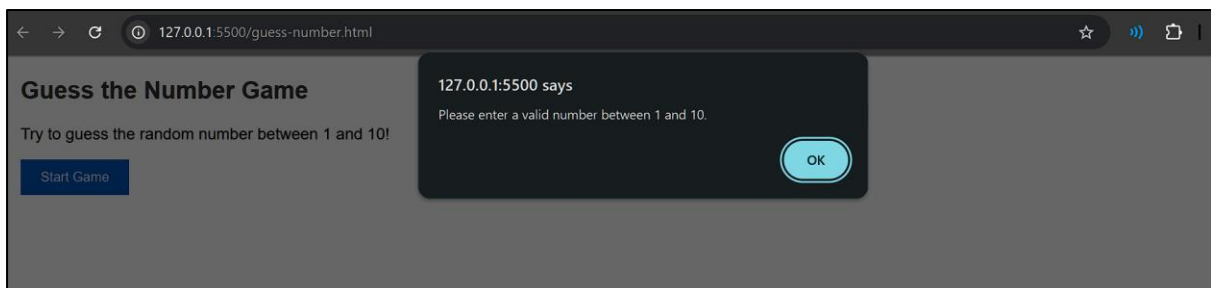 127.0.0.1:5500/guess-number.html
Guess the Number Game
Try to guess the random number between 1 and 10!
Start Game
127.0.0.1:5500 says
Please enter a valid number between 1 and 10.
OK